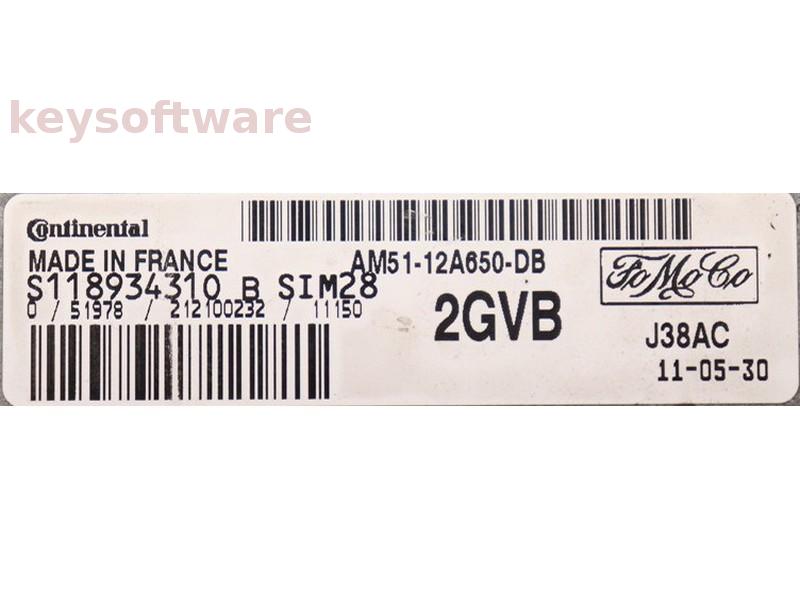 keysoftware
Continental
MADE IN FRANCE
AM51-12A650-DB
FoMoCo
S118934310 B SIM28
0 / 51978 / 212100232 / 11150
2GVB
J38AC
11-05-30